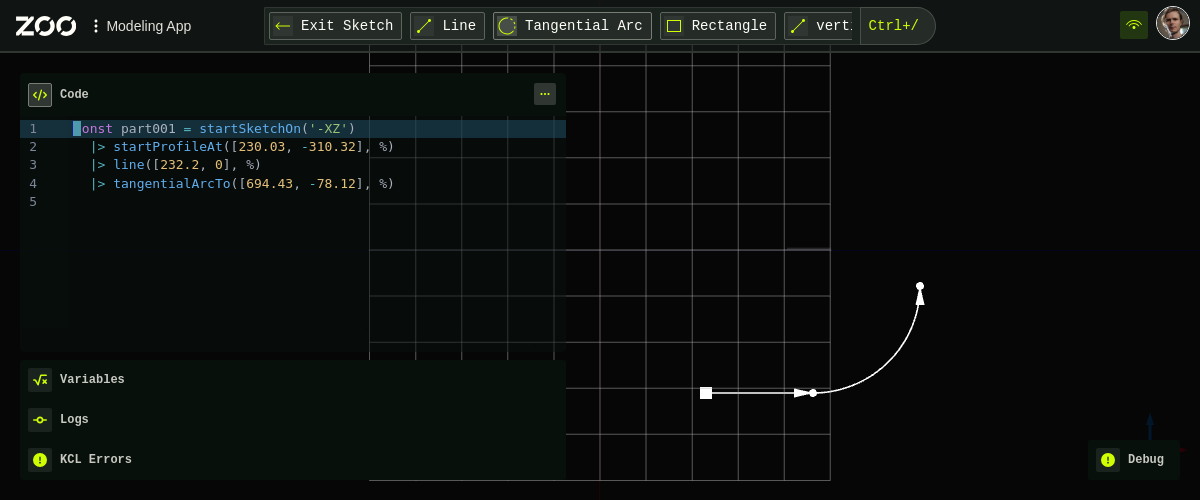 ZOO Modeling App Exit Sketch Line Tangential Arc Rectangle Ctrl+/
Code ...
1 onst part001 = startSketchOn('-XZ')
2 |> startProfileAt([230.03, -310.32], %)
3 |> line([232.2, 0], %)
4 |> tangentialArcTo([694.43, -78.12], %)
5
Variables
Logs
KCL Errors
Debug